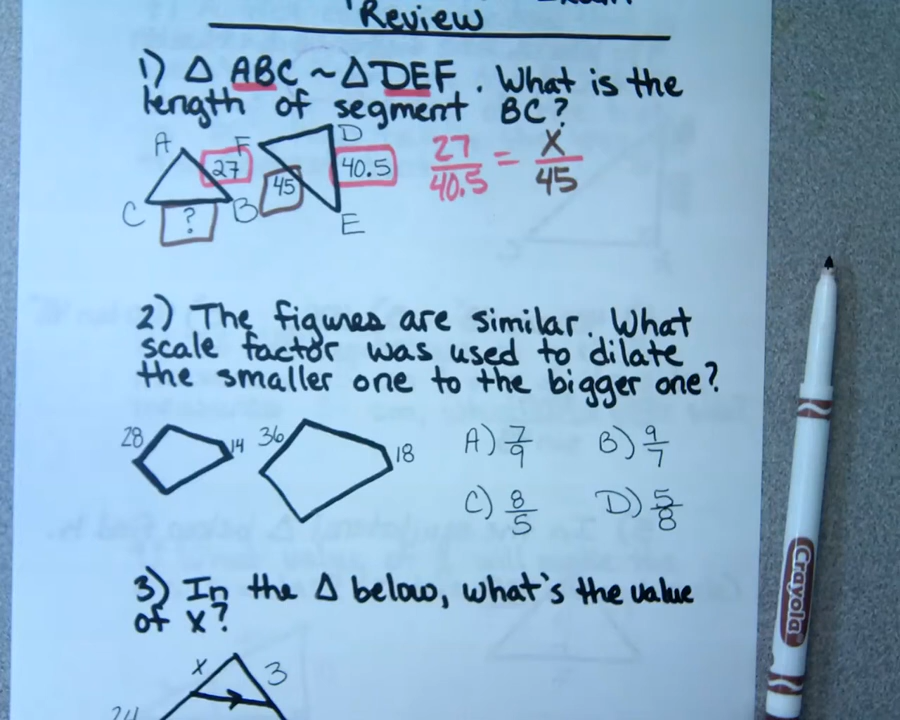 Review
1) △ ABC ~ △ DEF. What is the
length of segment BC?
A F D
27 45 40.5 27/40.5 = x/45
C ? B E
2) The figures are similar. What
scale factor was used to dilate
the smaller one to the bigger one?
28 14 36 18 A) 7/9 B) 9/7
C) 8/5 D) 5/8
3) In the △ below, what's the value
of x?
x 3
24
Crayola